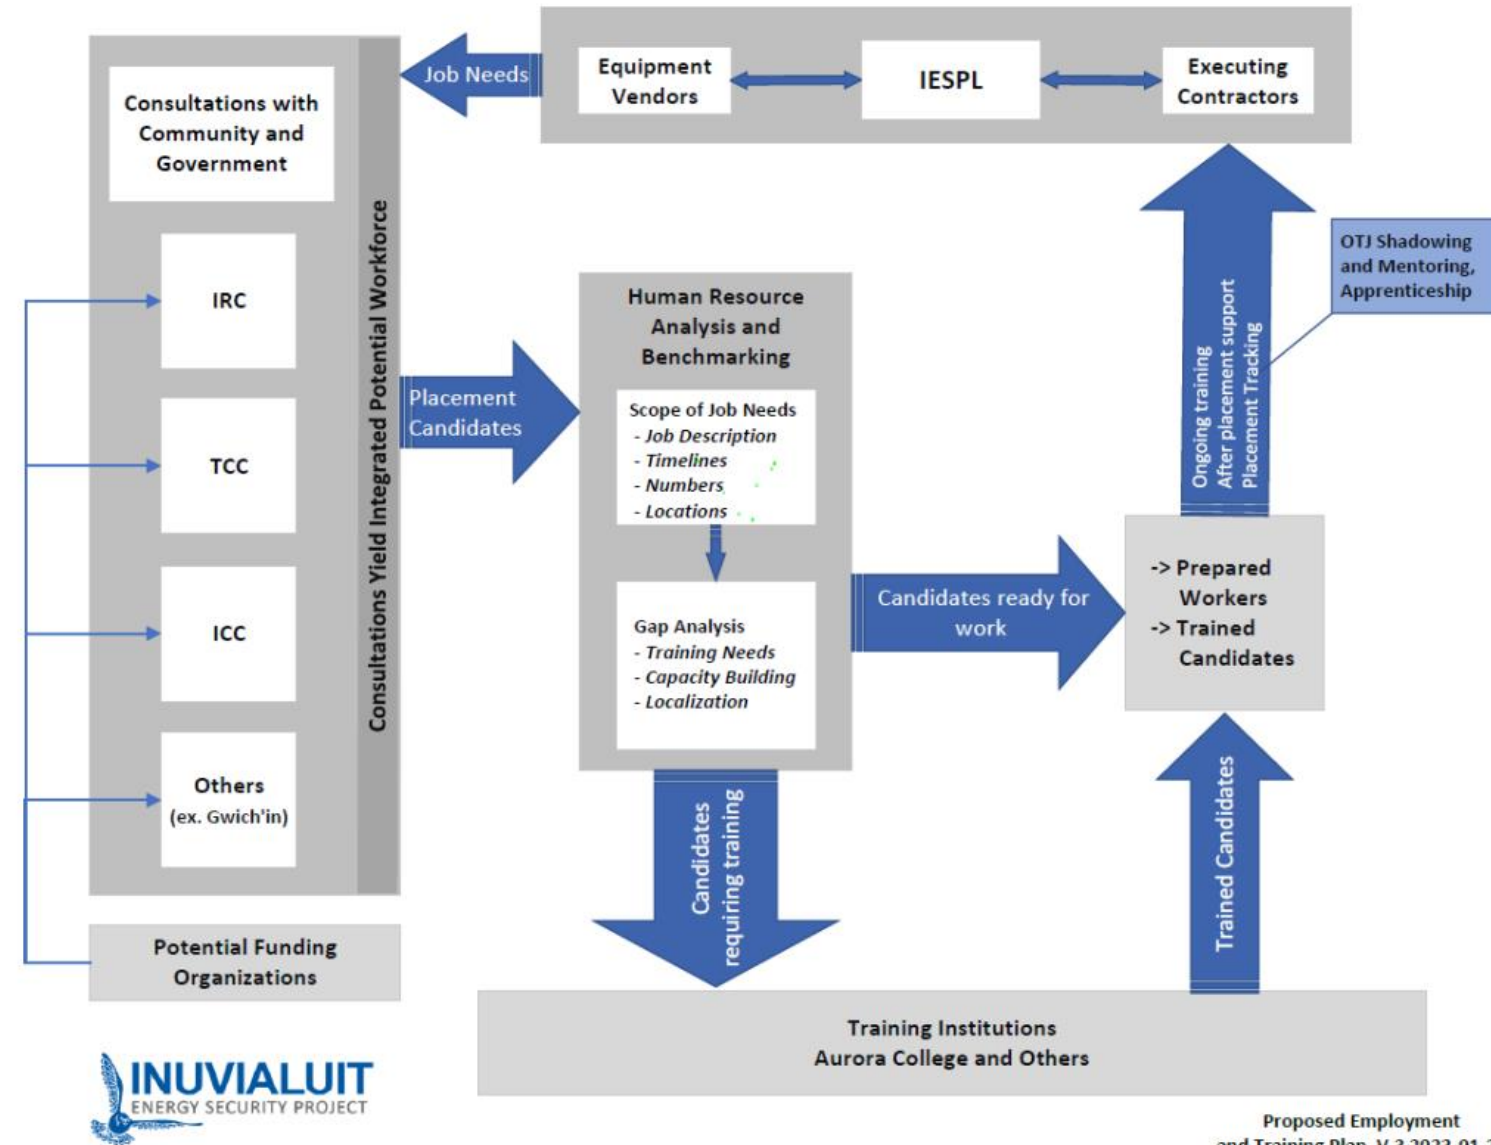 Job Needs
Equipment
Vendors
IESPL
Executing
Contractors
Consultations with
Community and
Government
IRC
TCC
ICC
Others
(ex. Gwich'in)
Consultations Yield Integrated Potential Workforce
Potential Funding
Organizations
Placement
Candidates
Human Resource
Analysis and
Benchmarking
Scope of Job Needs
- Job Description
- Timelines
- Numbers
- Locations
Gap Analysis
- Training Needs
- Capacity Building
- Localization
Candidates ready for
work
-> Prepared
Workers
-> Trained
Candidates
Ongoing training
After placement support
Placement Tracking
OTJ Shadowing
and Mentoring,
Apprenticeship
Candidates
requiring training
Trained Candidates
Training Institutions
Aurora College and Others
INUVIALUIT
ENERGY SECURITY PROJECT
Proposed Employment
and Training Plan